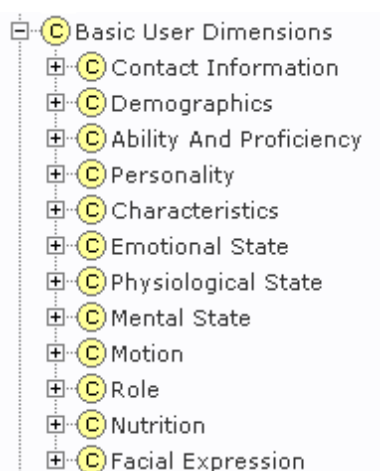 C Basic User Dimensions
C Contact Information
C Demographics
C Ability And Proficiency
C Personality
C Characteristics
C Emotional State
C Physiological State
C Mental State
C Motion
C Role
C Nutrition
C Facial Expression